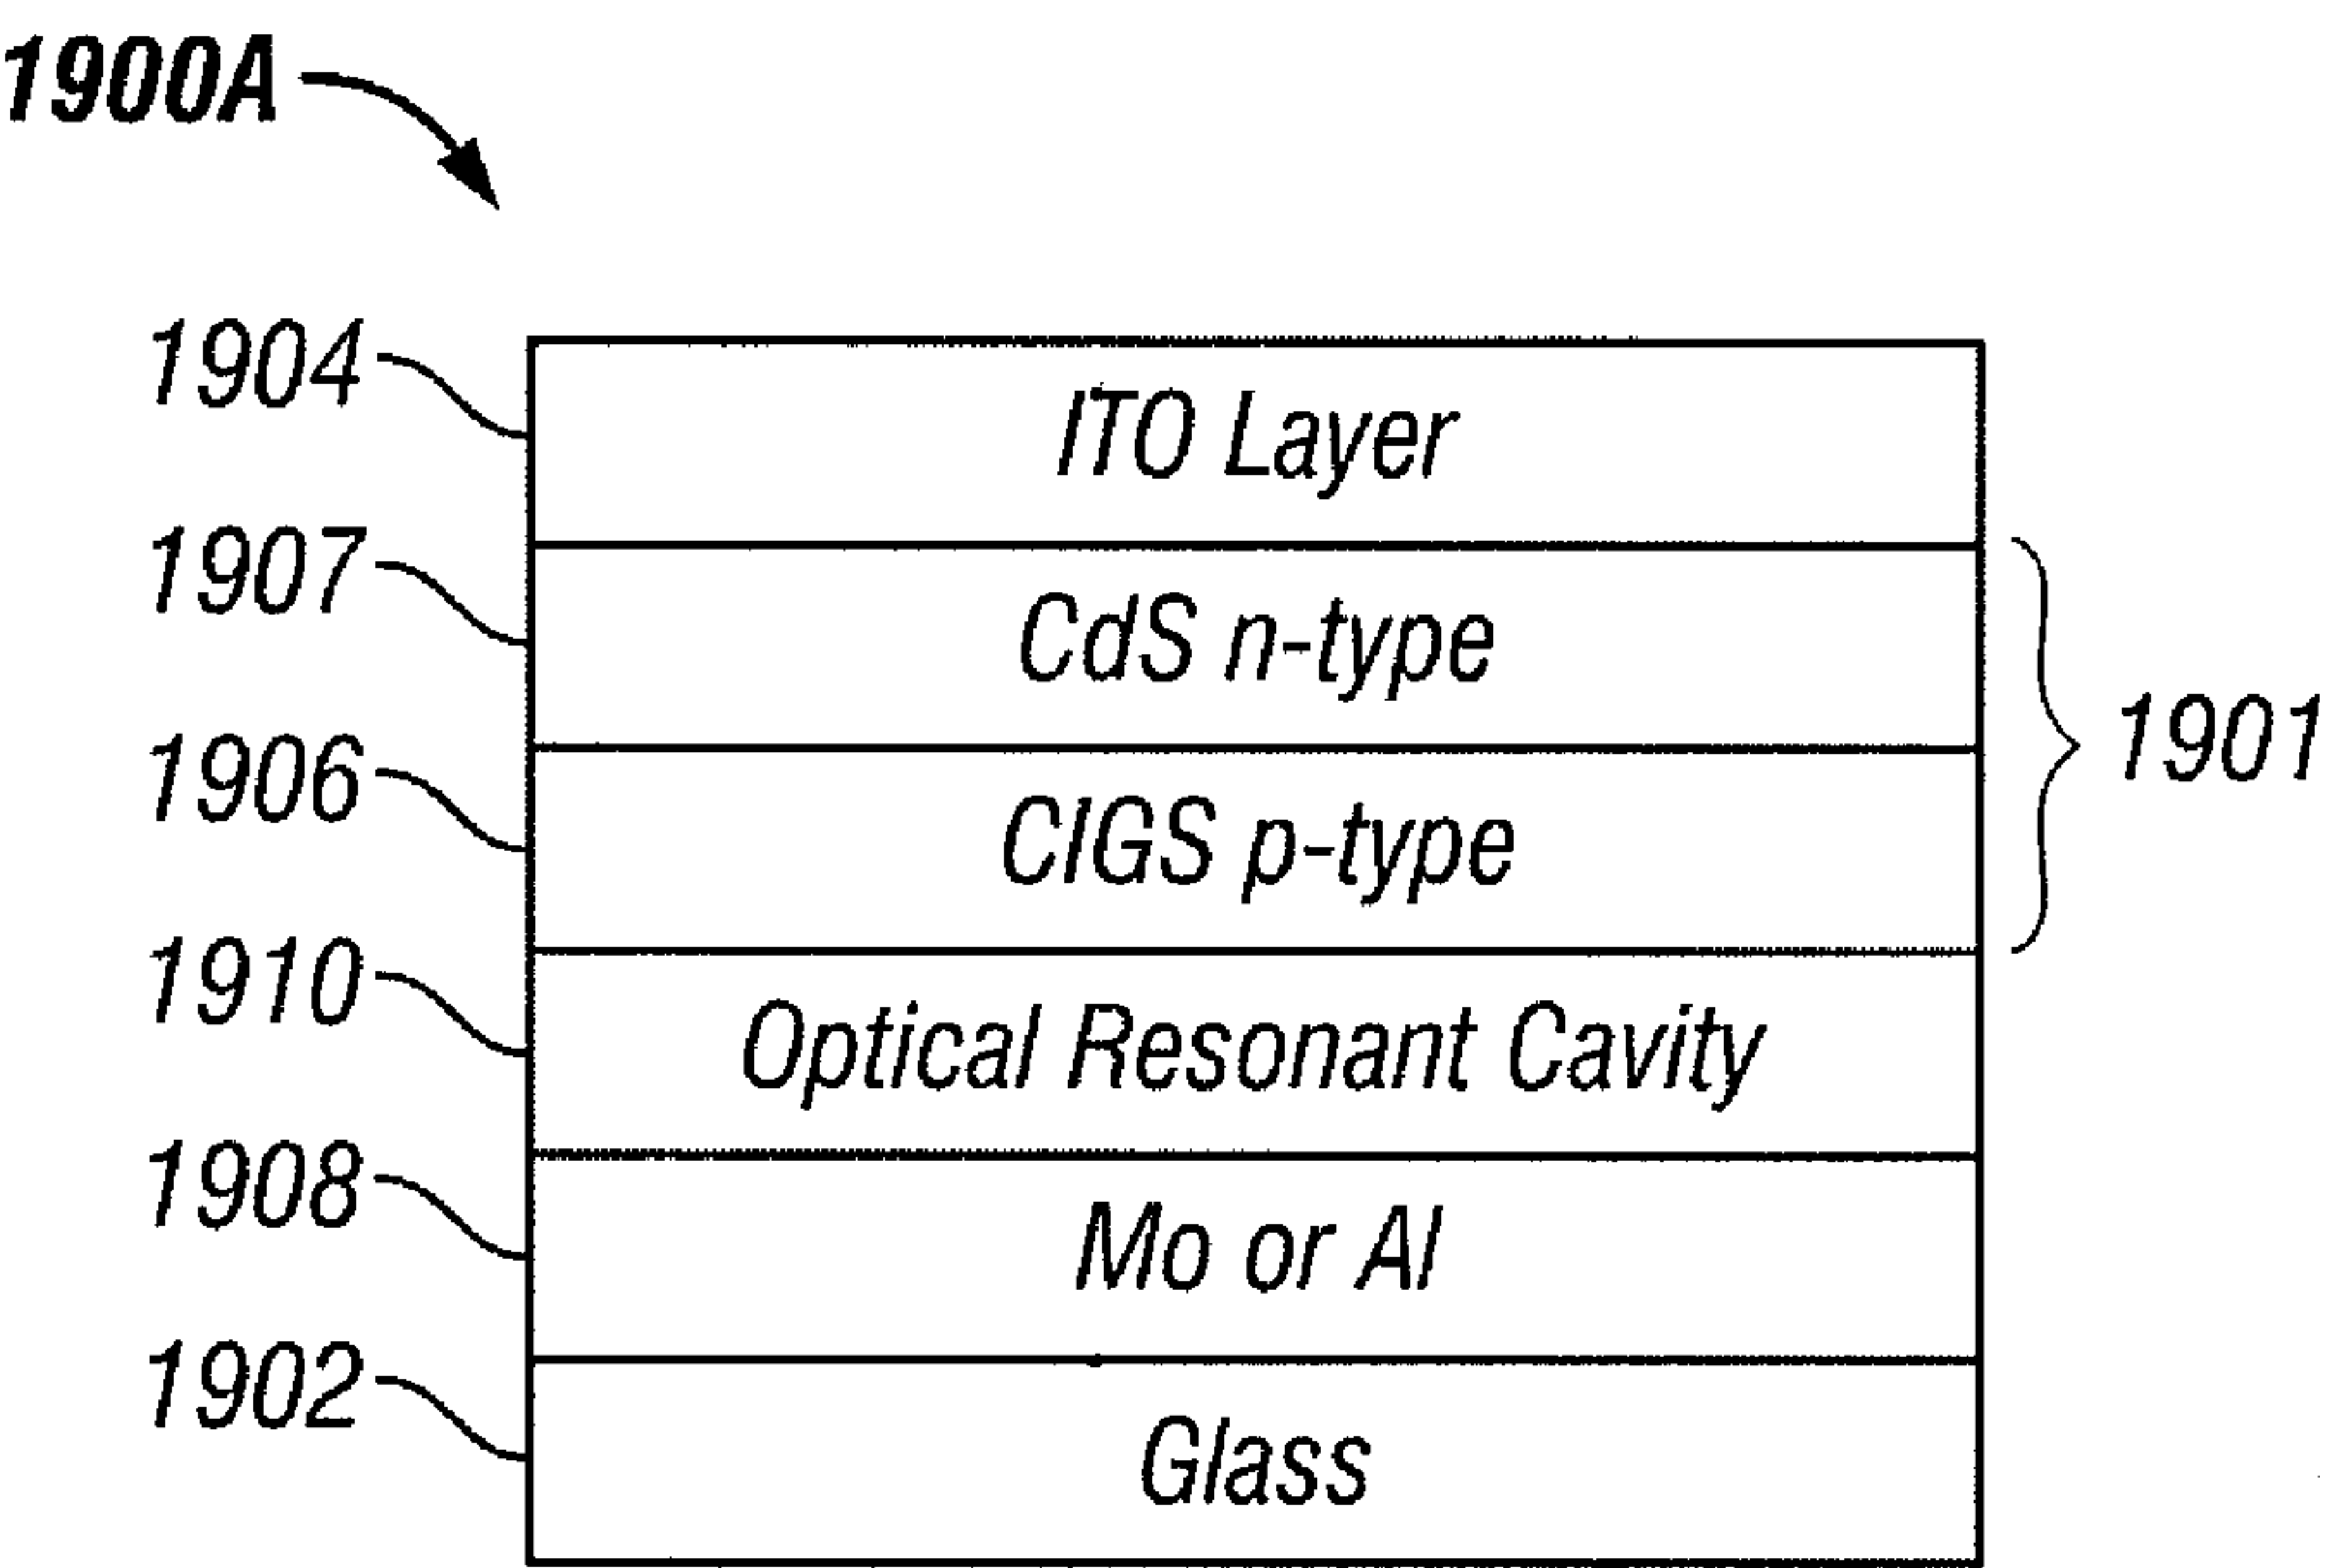 1900A
1904
ITO Layer
1907
CdS n-type
1906
CIGS p-type
1901
1910
Optical Resonant Cavity
1908
Mo or Al
1902
Glass